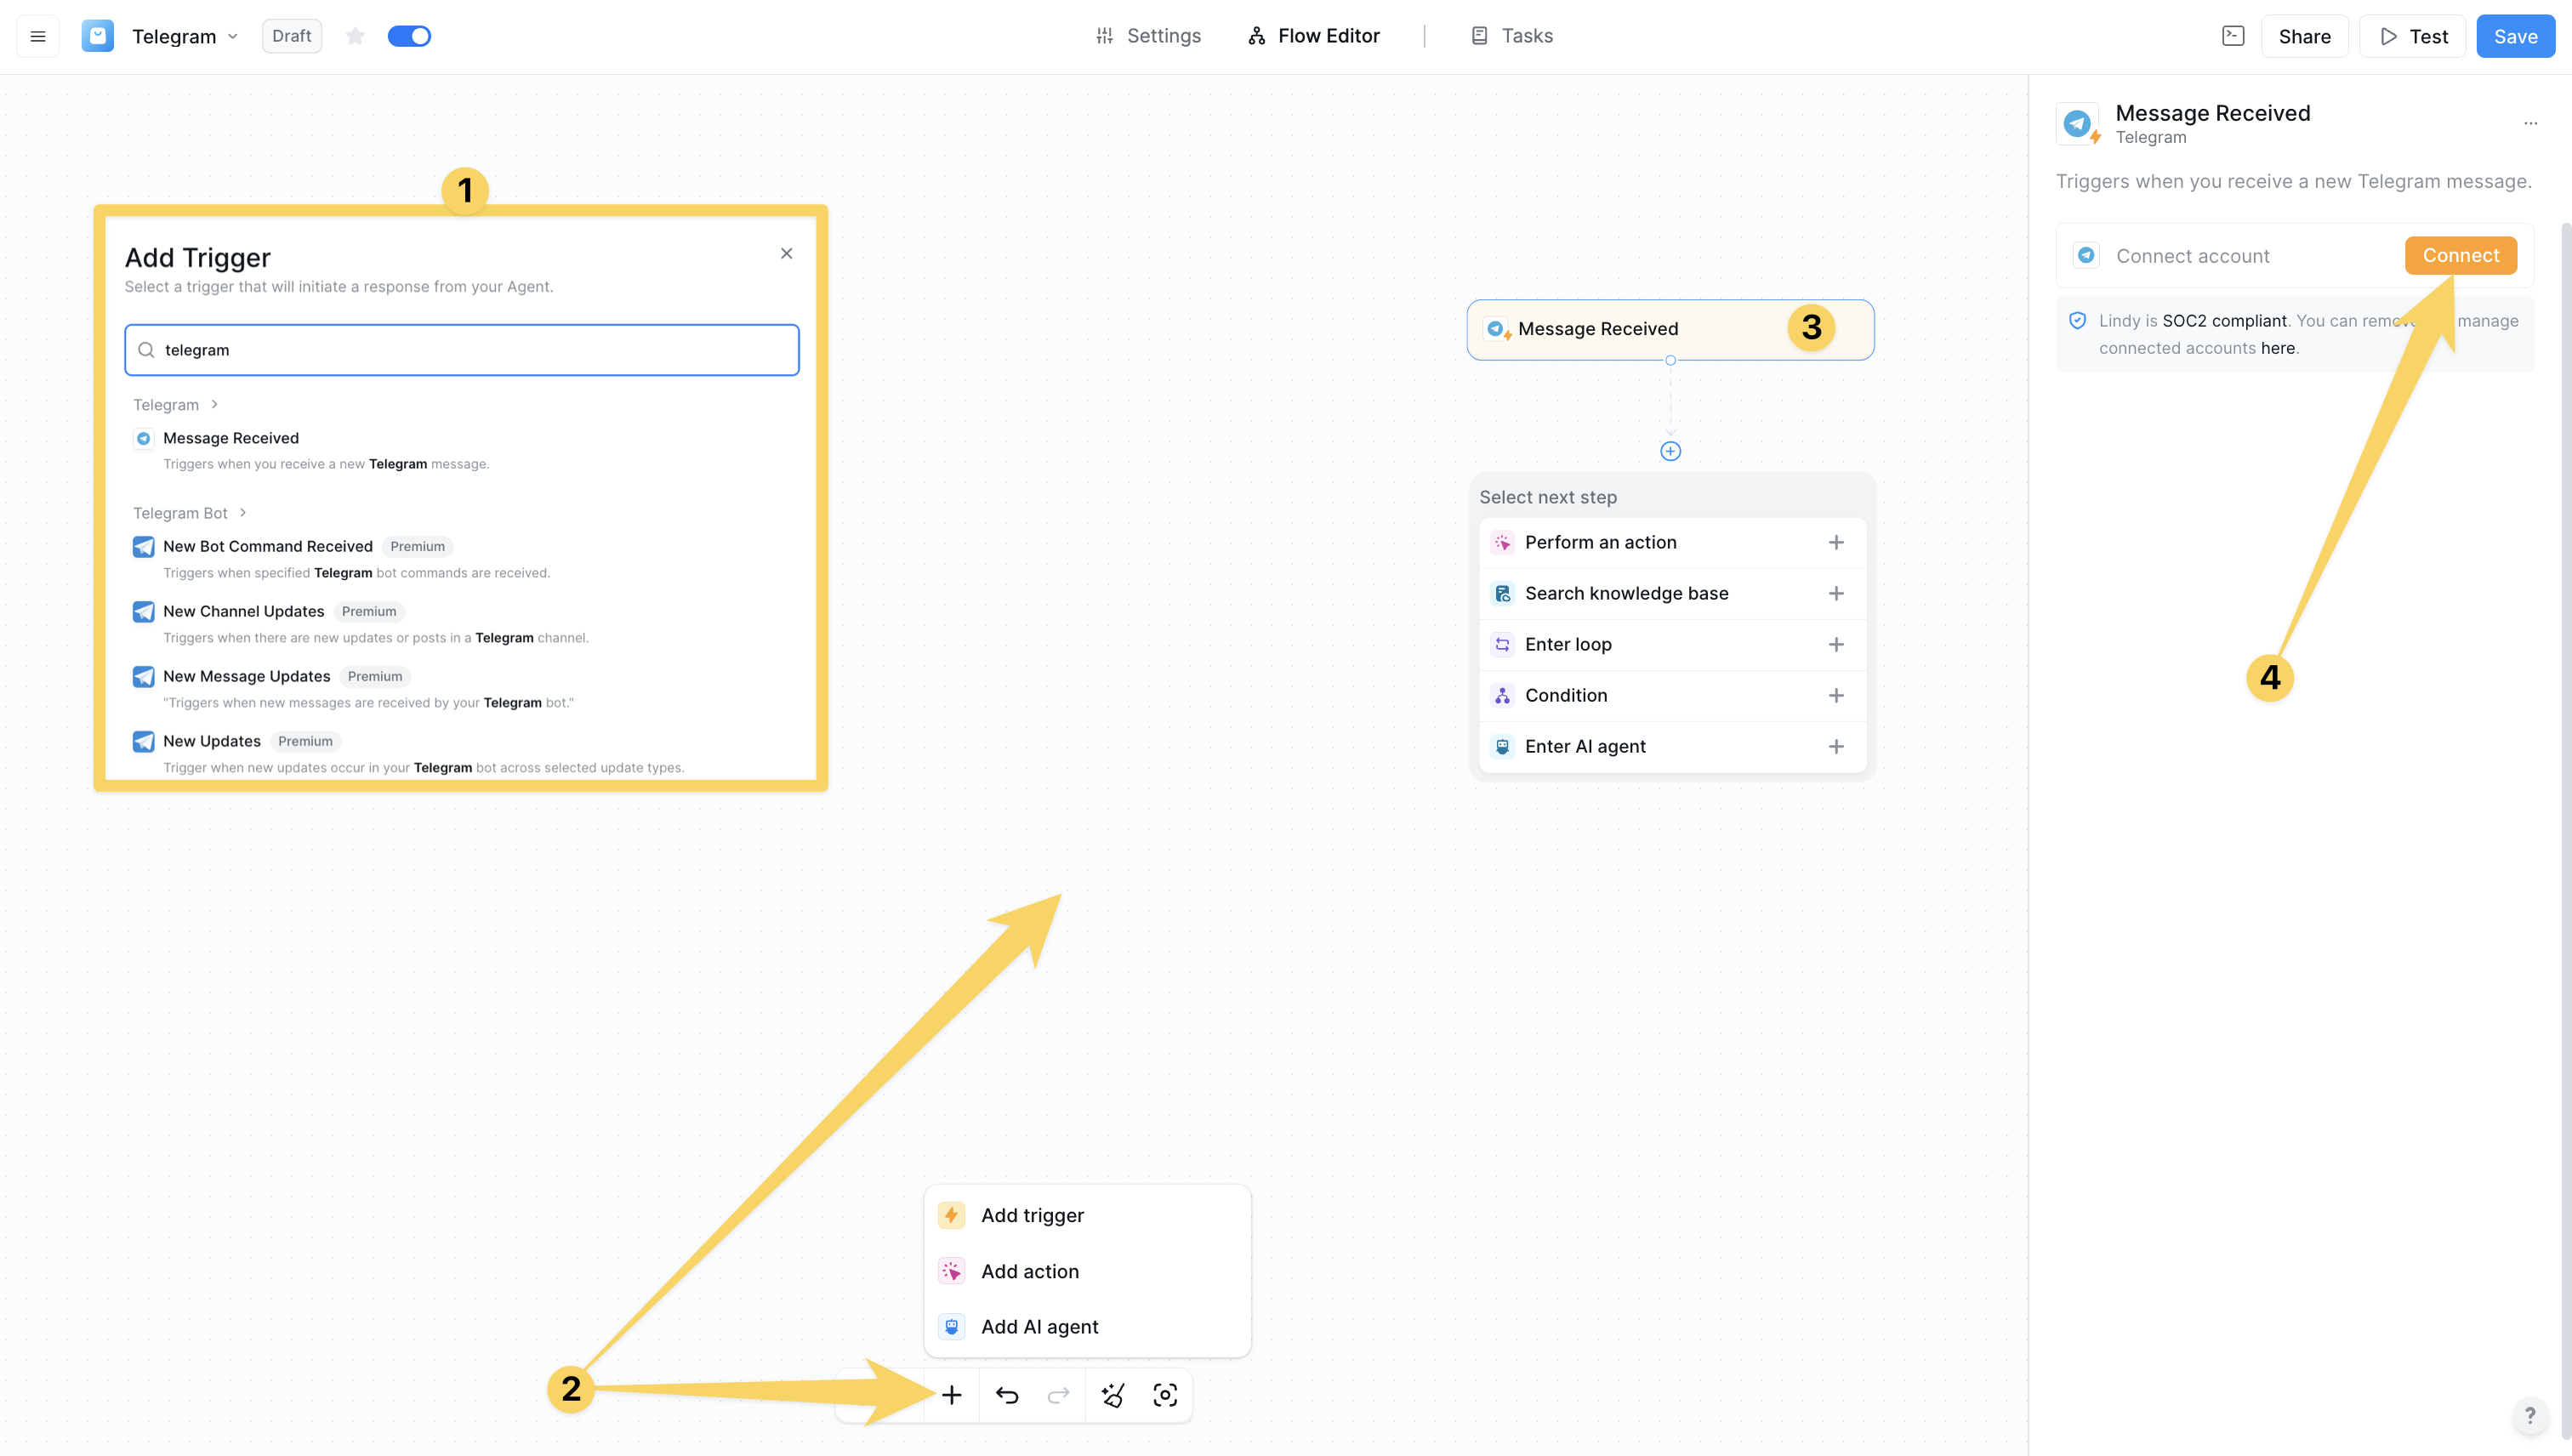 Telegram
Draft
Settings
Flow Editor
Tasks
Share
Test
Save
1
Add Trigger
Select a trigger that will initiate a response from your Agent.
telegram
Telegram
Message Received
Triggers when you receive a new Telegram message.
Telegram Bot
New Bot Command Received Premium
Triggers when specified Telegram bot commands are received.
New Channel Updates Premium
Triggers when there are new updates or posts in a Telegram channel.
New Message Updates Premium
"Triggers when new messages are received by your Telegram bot."
New Updates Premium
Trigger when new updates occur in your Telegram bot across selected update types.
Message Received
3
Select next step
Perform an action
Search knowledge base
Enter loop
Condition
Enter AI agent
2
Add trigger
Add action
Add AI agent
Message Received
Telegram
Triggers when you receive a new Telegram message.
Connect account
Connect
Lindy is SOC2 compliant. You can manage
connected accounts here.
4
?